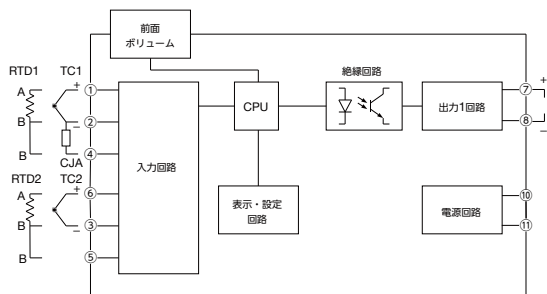 前面
ボリューム
RTD1
TC1
絶縁回路
A
+
①
⑦
+
B
②
−
CPU
出力1回路
⑧
−
B
④
CJA
入力回路
RTD2
TC2
A
+
⑥
表示・設定
回路
⑩
電源回路
B
−
③
⑪
B
⑤